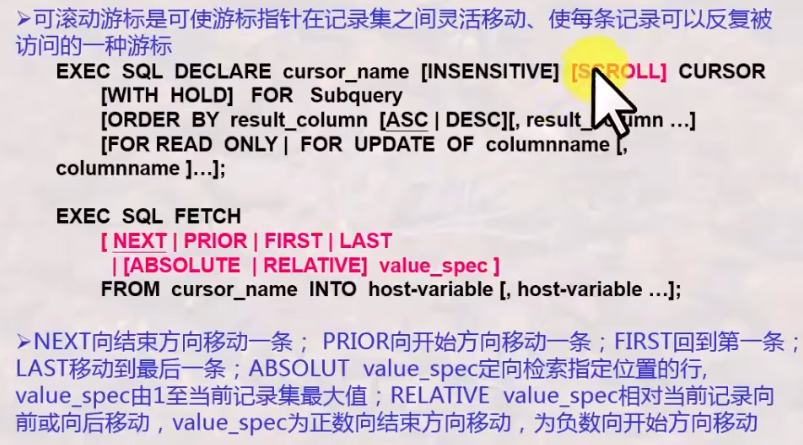 ➢可滚动游标是可使游标指针在记录集之间灵活移动、使每条记录可以反复被
访问的一种游标
EXEC SQL DECLARE cursor_name [INSENSITIVE] [SCROLL] CURSOR
[WITH HOLD] FOR Subquery
[ORDER BY result_column [ASC | DESC][, result_column …]
[FOR READ ONLY | FOR UPDATE OF columnname [,
columnname ]…];
EXEC SQL FETCH
[ NEXT | PRIOR | FIRST | LAST
| [ABSOLUTE | RELATIVE] value_spec ]
FROM cursor_name INTO host-variable [, host-variable …];
➢NEXT向结束方向移动一条； PRIOR向开始方向移动一条；FIRST回到第一条；
LAST移动到最后一条；ABSOLUT value_spec定向检索指定位置的行,
value_spec由1至当前记录集最大值；RELATIVE value_spec相对当前记录向
前或向后移动，value_spec为正数向结束方向移动，为负数向开始方向移动